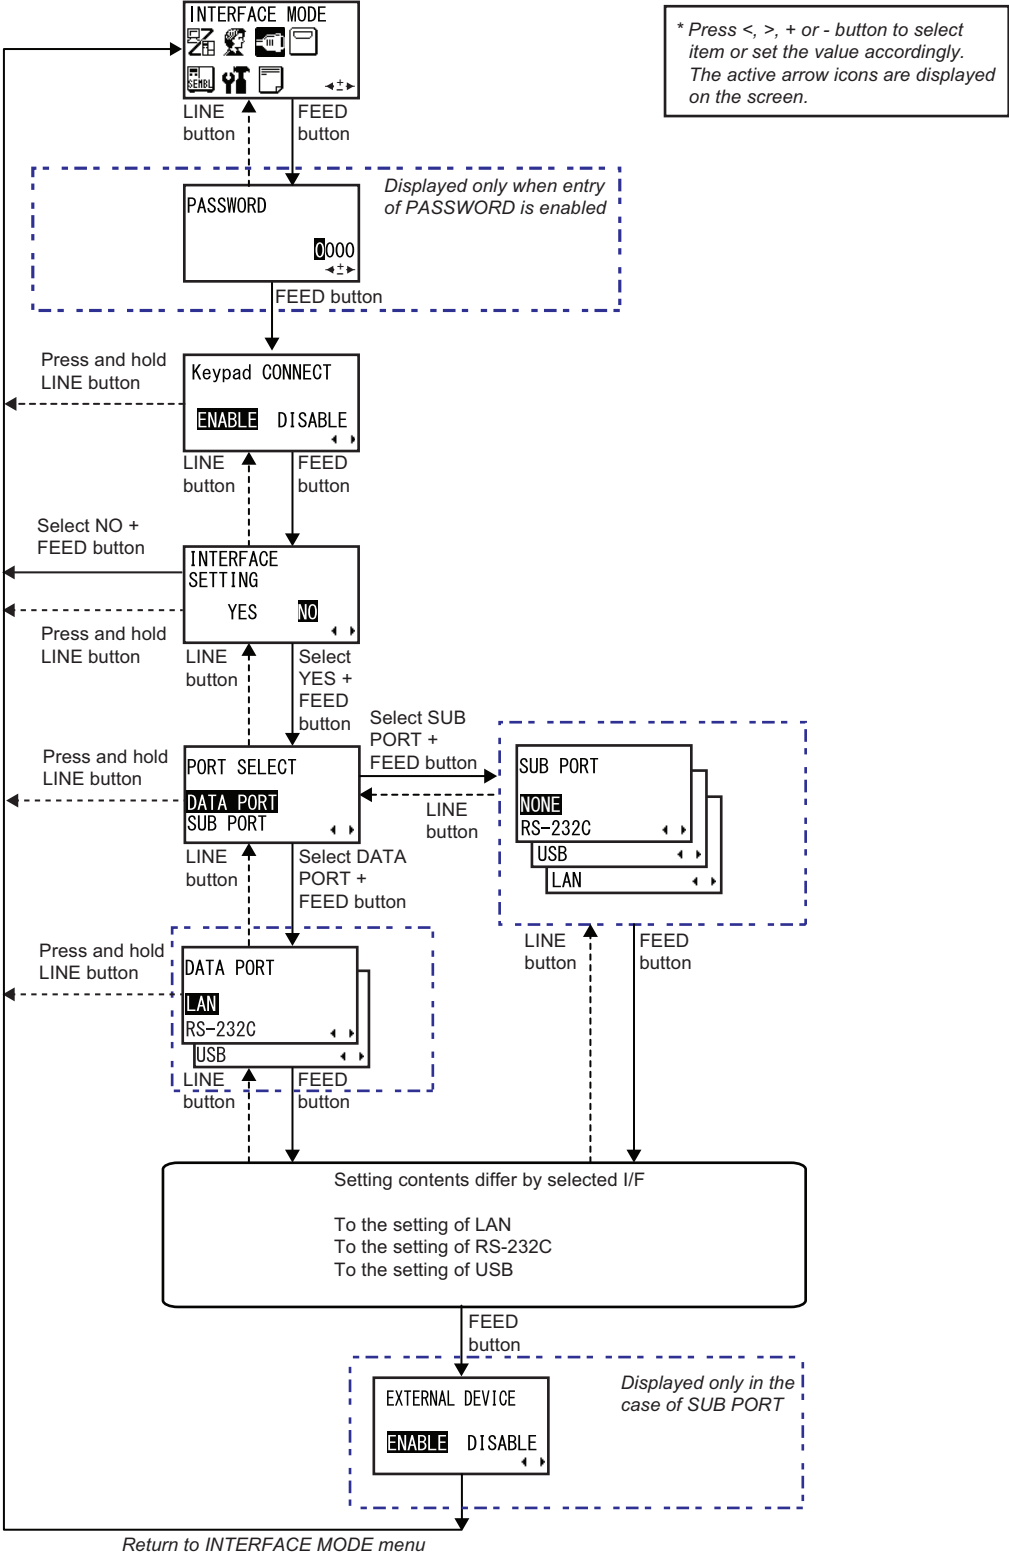 INTERFACE MODE
SEMBL
* Press <, >, + or - button to select
item or set the value accordingly.
The active arrow icons are displayed
on the screen.
LINE
button
FEED
button
Displayed only when entry
of PASSWORD is enabled
PASSWORD
0000
FEED button
Press and hold
LINE button
Keypad CONNECT
ENABLE DISABLE
LINE
button
FEED
button
Select NO +
FEED button
INTERFACE
SETTING
YES NO
Press and hold
LINE button
LINE
button
Select
YES +
FEED
button
Select SUB
PORT +
FEED button
Press and hold
LINE button
PORT SELECT
DATA PORT
SUB PORT
LINE
button
SUB PORT
NONE
RS-232C
USB
LAN
LINE
button
Select DATA
PORT +
FEED button
Press and hold
LINE button
DATA PORT
LAN
RS-232C
USB
LINE
button
FEED
button
LINE
button
FEED
button
Setting contents differ by selected I/F
To the setting of LAN
To the setting of RS-232C
To the setting of USB
FEED
button
EXTERNAL DEVICE
ENABLE DISABLE
Displayed only in the
case of SUB PORT
Return to INTERFACE MODE menu